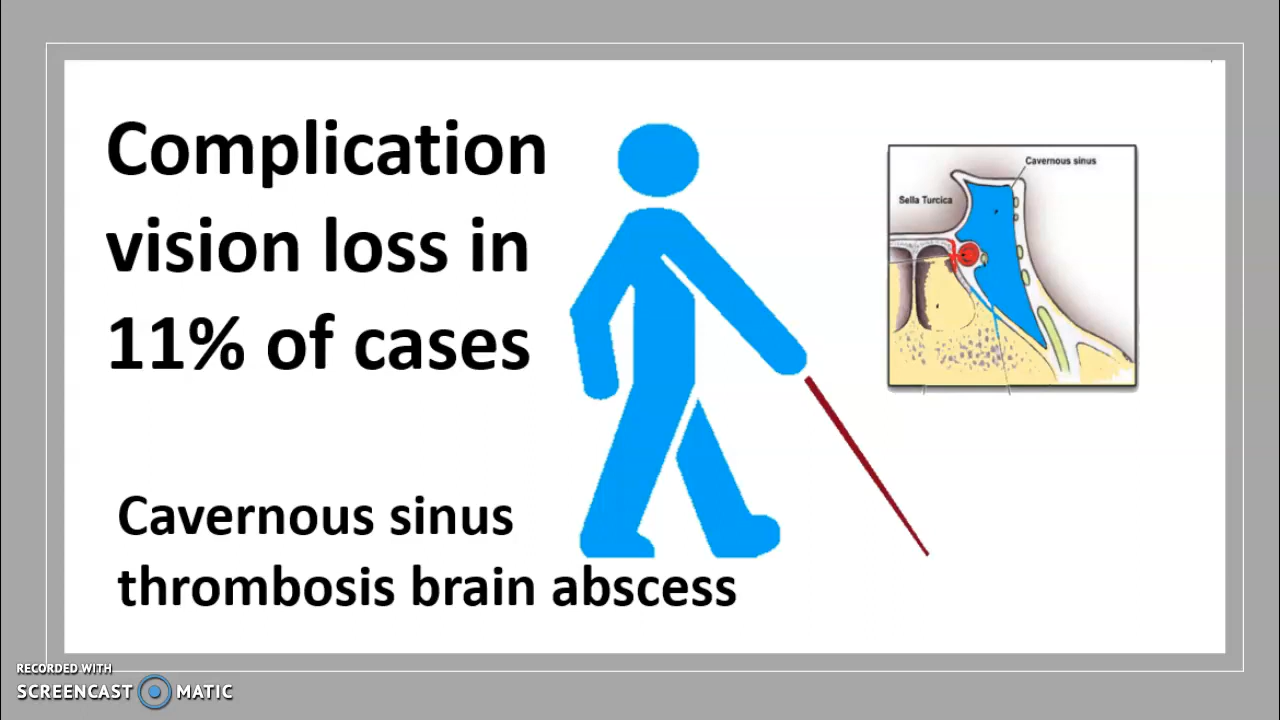 Complication
vision loss in
11% of cases
Cavernous sinus
Sella Turcica
Cavernous sinus
thrombosis brain abscess
RECORDED WITH
SCREENCAST MATIC